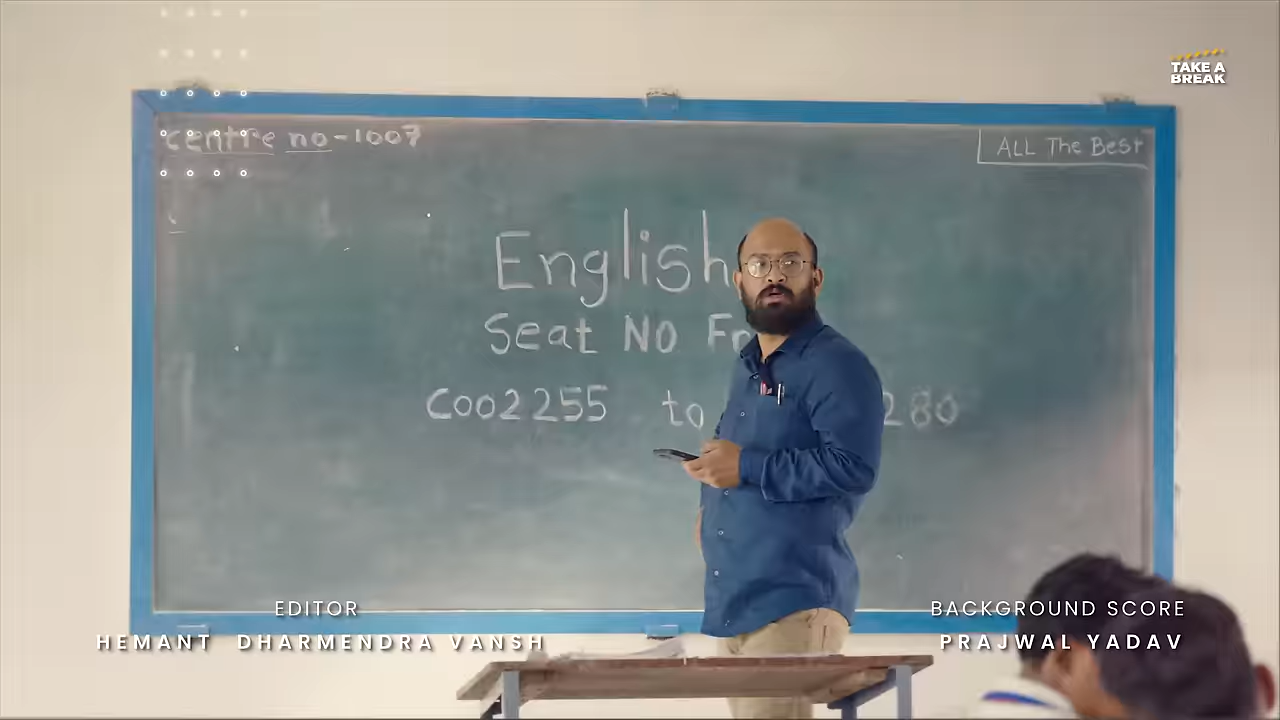 TAKE A
BREAK
centre no-1007
ALL The Best
English
Seat No
C002255 to 280
EDITOR
HEMANT DHARMENDRA VANSH
BACKGROUND SCORE
PRAJWAL YADAV